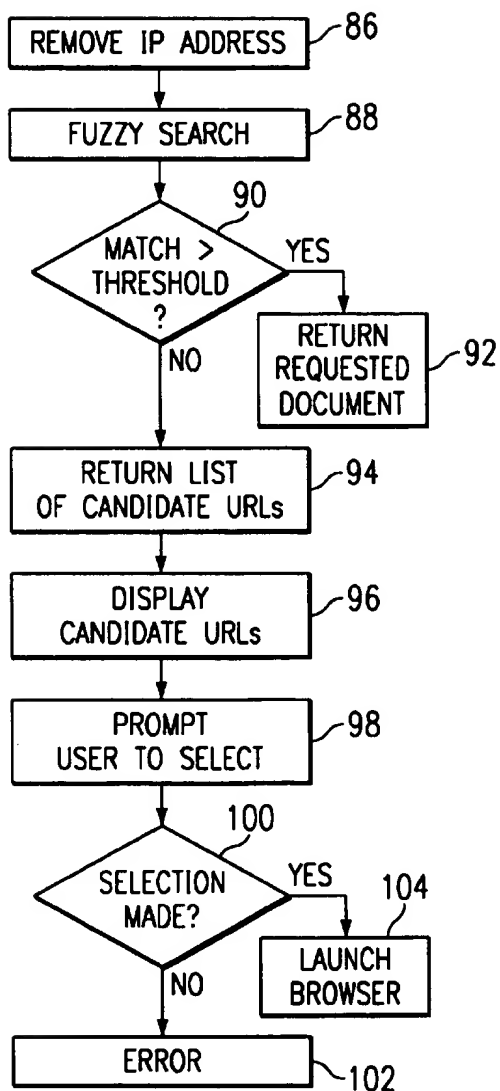 REMOVE IP ADDRESS
86
FUZZY SEARCH
88
90
MATCH >
THRESHOLD
?
YES
NO
RETURN
REQUESTED
DOCUMENT
92
RETURN LIST
OF CANDIDATE URLs
94
DISPLAY
CANDIDATE URLs
96
PROMPT
USER TO SELECT
98
100
SELECTION
MADE?
YES
NO
104
LAUNCH
BROWSER
ERROR
102